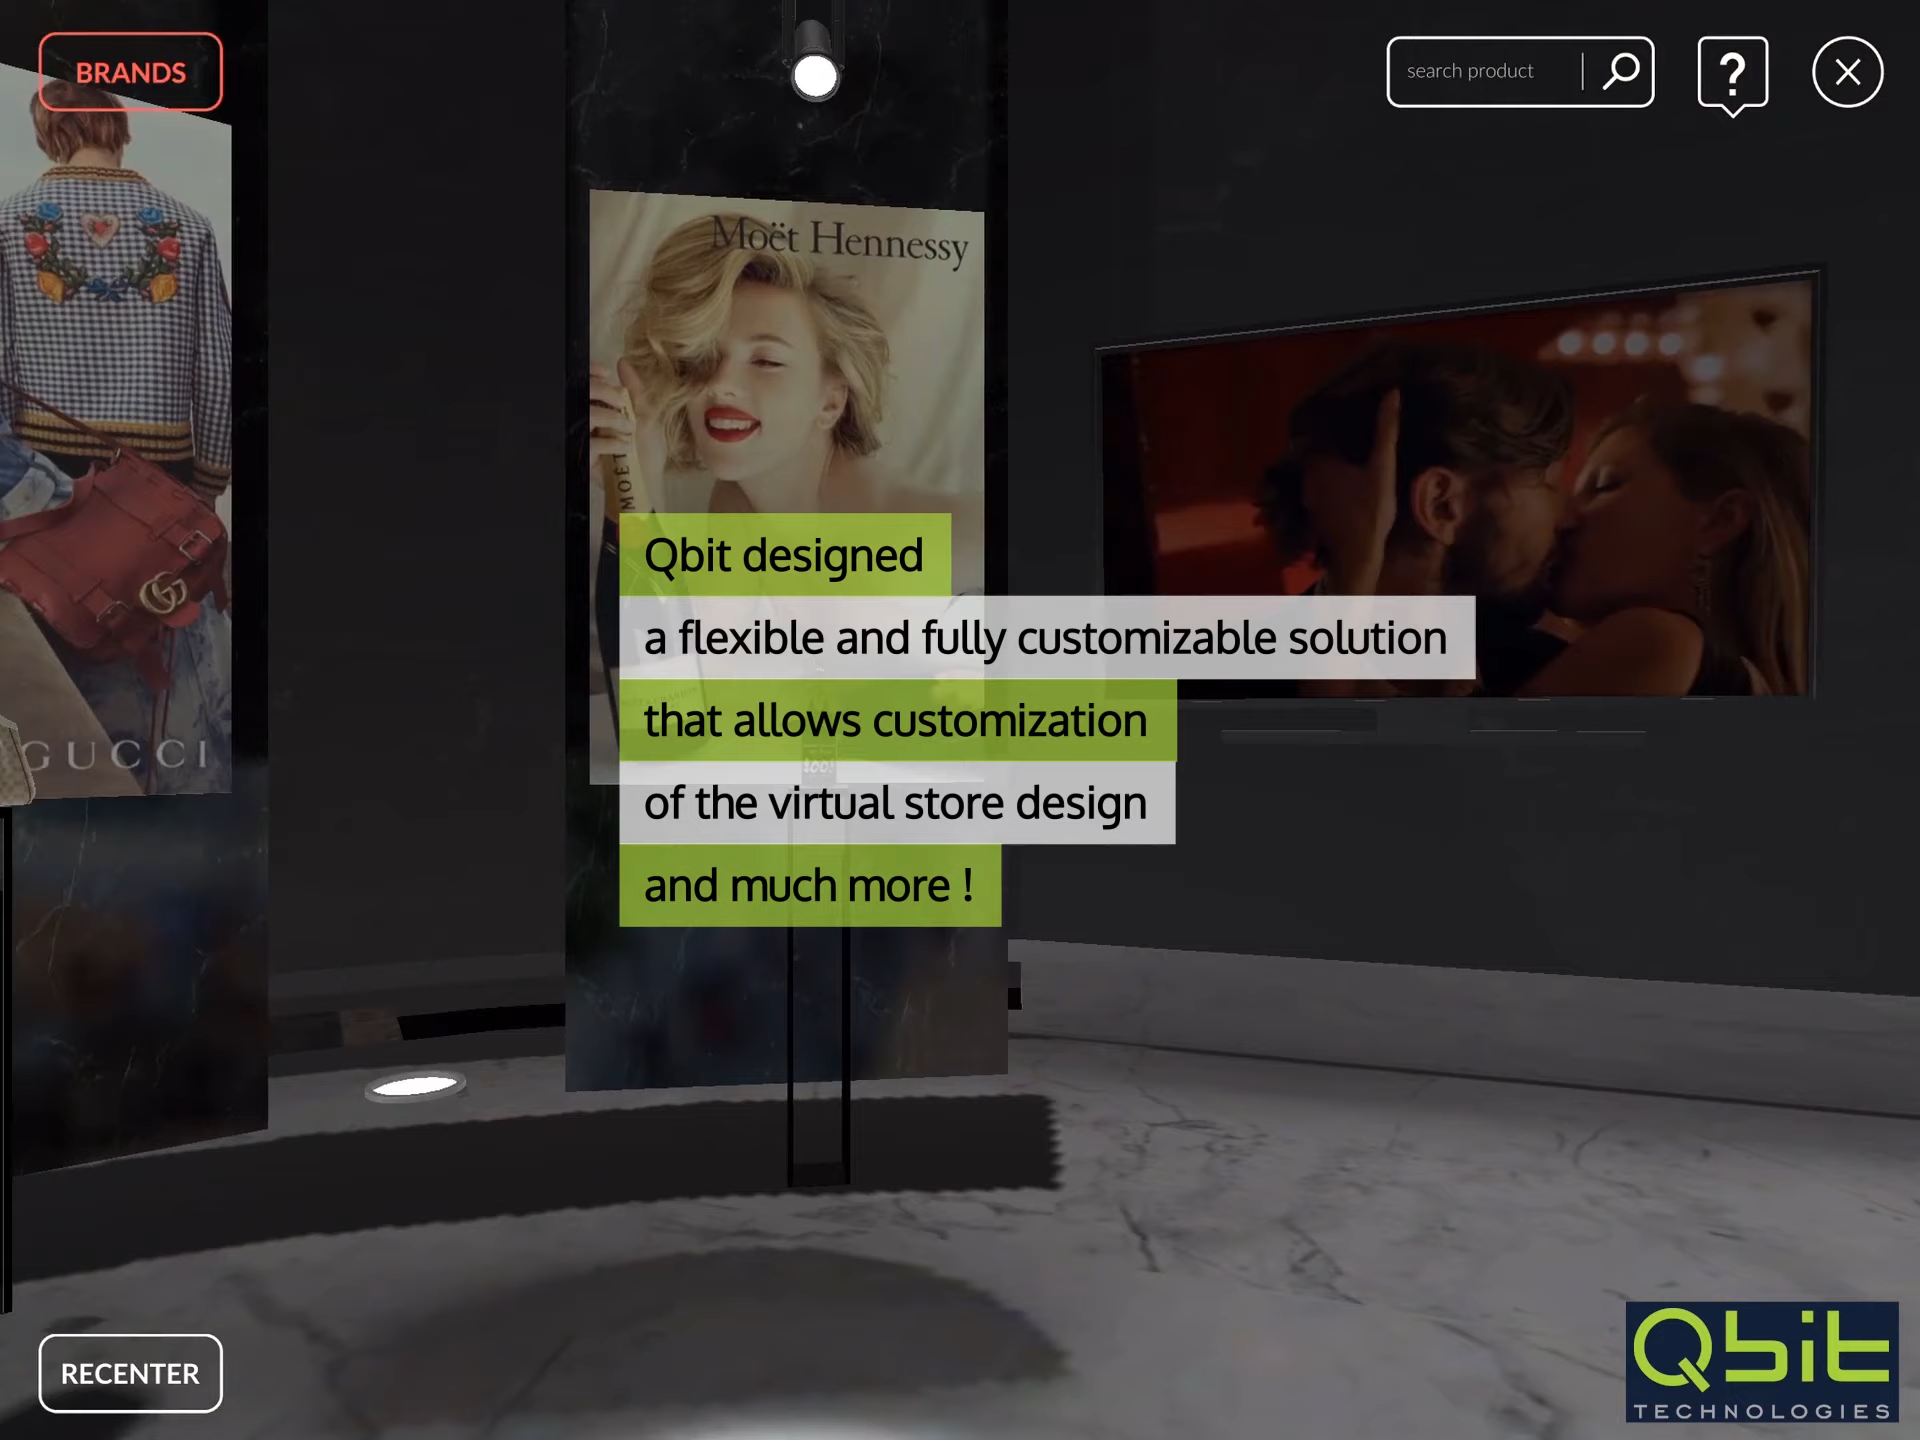 BRANDS
search product
?
Moët Hennessy
MOËT
Qbit designed
a flexible and fully customizable solution
that allows customization
of the virtual store design
and much more !
GUCCI
RECENTER
Qbit
TECHNOLOGIES